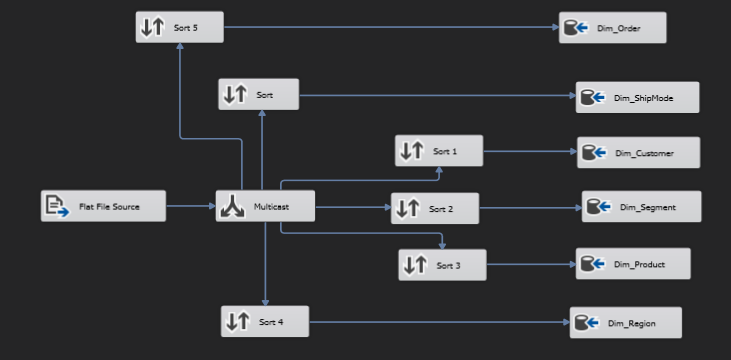 Sort 5
Dim_Order
Sort
Dim_ShipMode
Sort 1
Dim_Customer
Flat File Source
Multicast
Sort 2
Dim_Segment
Sort 3
Dim_Product
Sort 4
Dim_Region